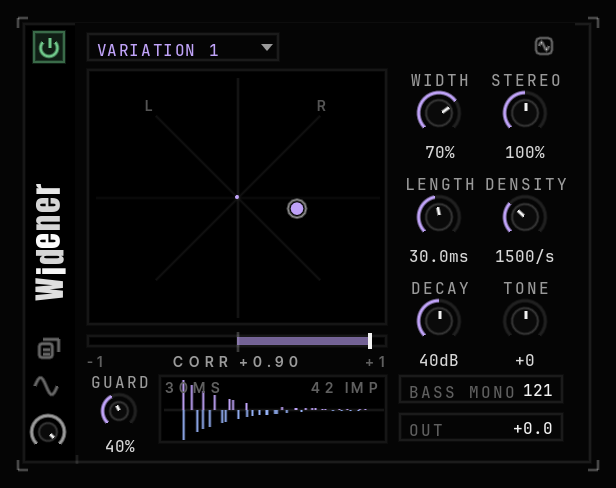 VARIATION 1
L
R
WIDTH
STEREO
70%
100%
LENGTH
DENSITY
30.0ms
1500/s
Widener
DECAY
TONE
40dB
+0
-1
CORR +0.90
+1
GUARD
30MS
42 IMP
40%
BASS MONO 121
OUT +0.0